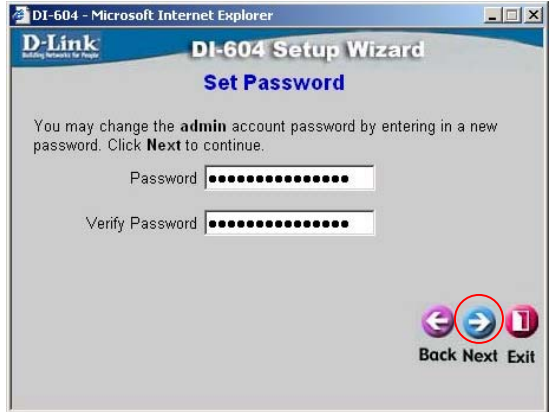 DI-604 - Microsoft Internet Explorer
D-Link
Building Networks for People
DI-604 Setup Wizard
Set Password
You may change the admin account password by entering in a new
password. Click Next to continue.
Password ●●●●●●●●●●●●●●●
Verify Password ●●●●●●●●●●●●●●●
Back Next Exit